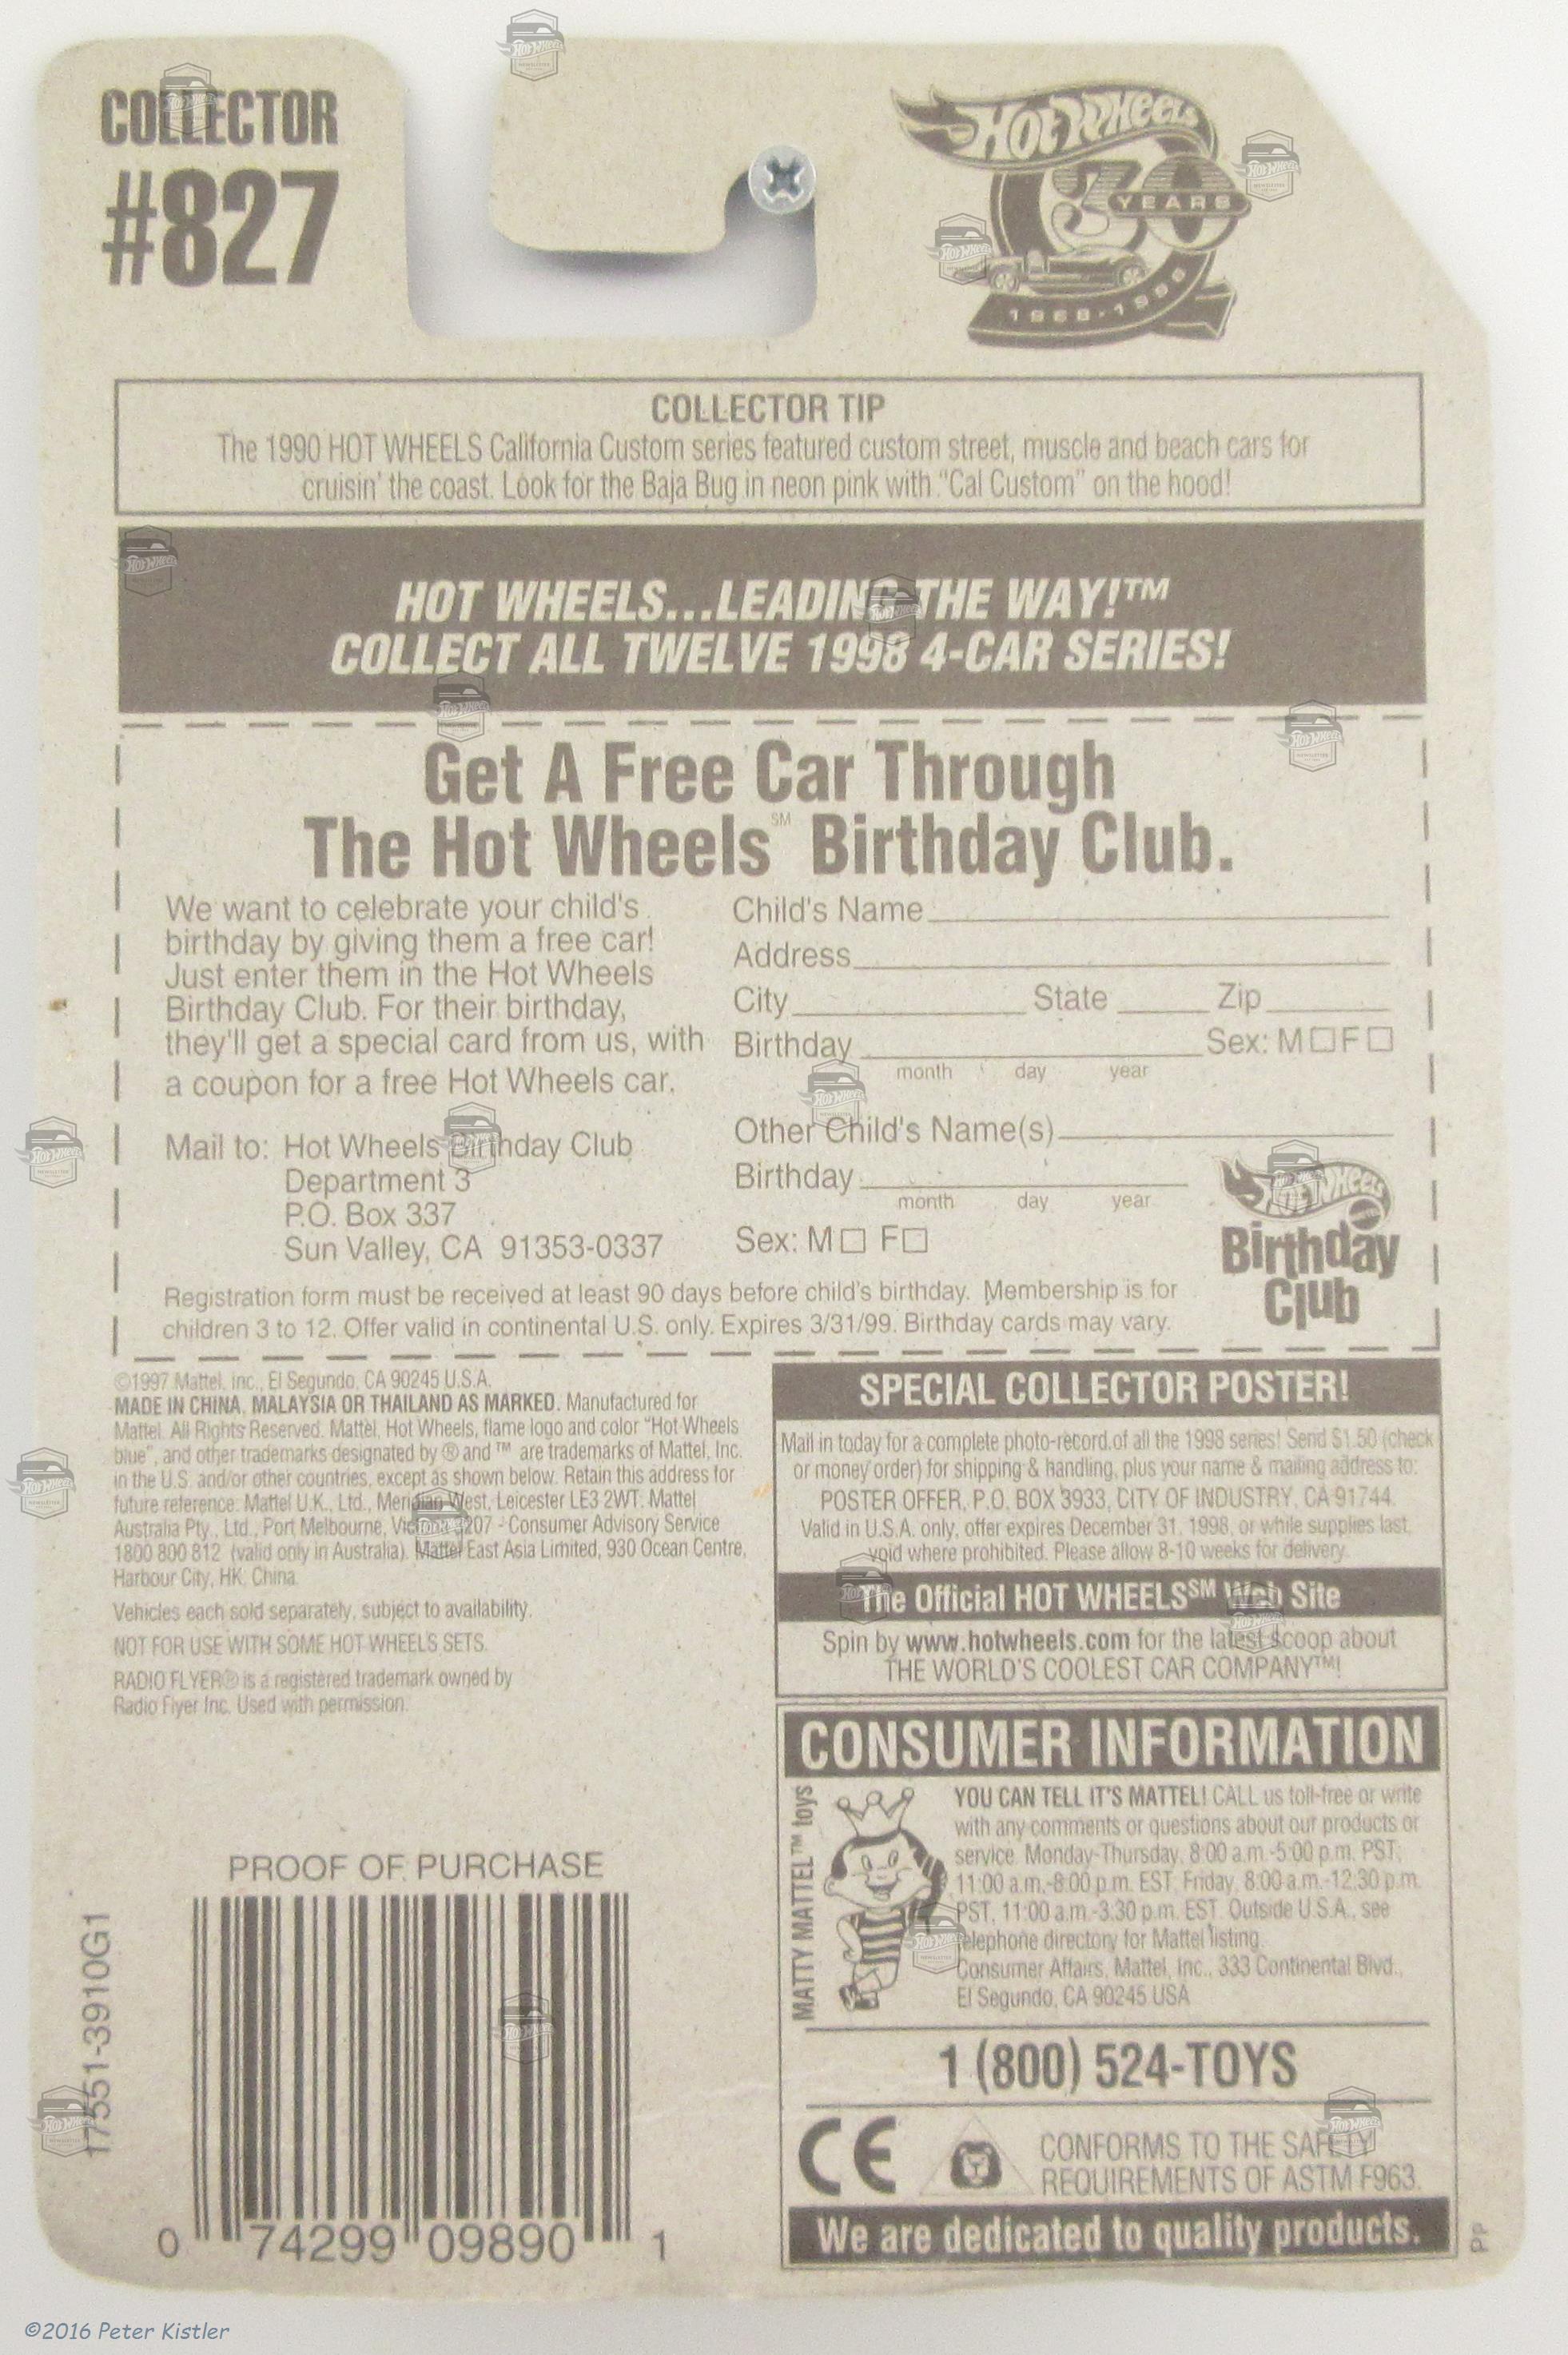 COLLECTOR
#827
HOT WHEELS
30
YEARS
1968-1998
COLLECTOR TIP
The 1990 HOT WHEELS California Custom series featured custom street, muscle and beach cars for
cruisin' the coast. Look for the Baja Bug in neon pink with "Cal Custom" on the hood!
HOT WHEELS...LEADING THE WAY!™
COLLECT ALL TWELVE 1998 4-CAR SERIES!
Get A Free Car Through
The Hot Wheels℠ Birthday Club.
We want to celebrate your child's
birthday by giving them a free car!
Just enter them in the Hot Wheels
Birthday Club. For their birthday,
they'll get a special card from us, with
a coupon for a free Hot Wheels car.
Mail to: Hot Wheels Birthday Club
Department 3
P.O. Box 337
Sun Valley, CA 91353-0337
Child's Name
Address
City State Zip
Birthday Sex: M☐F☐
month day year
Other Child's Name(s)
Birthday
month day year
Sex: M☐ F☐
HOT WHEELS
Birthday
Club
Registration form must be received at least 90 days before child's birthday. Membership is for
children 3 to 12. Offer valid in continental U.S. only. Expires 3/31/99. Birthday cards may vary.
©1997 Mattel, Inc., El Segundo, CA 90245 U.S.A.
MADE IN CHINA, MALAYSIA OR THAILAND AS MARKED. Manufactured for
Mattel. All Rights Reserved. Mattel, Hot Wheels, flame logo and color "Hot Wheels
blue", and other trademarks designated by ® and ™ are trademarks of Mattel, Inc.
in the U.S. and/or other countries, except as shown below. Retain this address for
future reference: Mattel U.K., Ltd., Meridian West, Leicester LE3 2WT. Mattel
Australia Pty., Ltd., Port Melbourne, 207 - Consumer Advisory Service
1800 800 812 (valid only in Australia). Mattel East Asia Limited, 930 Ocean Centre,
Harbour City, HK, China.
Vehicles each sold separately, subject to availability.
NOT FOR USE WITH SOME HOT WHEELS SETS.
RADIO FLYER® is a registered trademark owned by
Radio Flyer Inc. Used with permission.
SPECIAL COLLECTOR POSTER!
Mail in today for a complete photo-record of all the 1998 series! Send $1.50 (check
or money order) for shipping & handling, plus your name & mailing address to:
POSTER OFFER, P.O. BOX 3933, CITY OF INDUSTRY, CA 91744.
Valid in U.S.A. only, offer expires December 31, 1998, or while supplies last,
void where prohibited. Please allow 8-10 weeks for delivery.
The Official HOT WHEELS℠ Web Site
Spin by www.hotwheels.com for the latest scoop about
THE WORLD'S COOLEST CAR COMPANY™!
CONSUMER INFORMATION
MATTY MATTEL™ toys
YOU CAN TELL IT'S MATTEL! CALL us toll-free or write
with any comments or questions about our products or
service. Monday-Thursday, 8:00 a.m.-5:00 p.m. PST,
11:00 a.m.-8:00 p.m. EST, Friday, 8:00 a.m.-12:30 p.m.
PST, 11:00 a.m.-3:30 p.m. EST. Outside U.S.A., see
telephone directory for Mattel listing.
Consumer Affairs, Mattel, Inc., 333 Continental Blvd.,
El Segundo, CA 90245 USA
1 (800) 524-TOYS
CE
CONFORMS TO THE SAFETY
REQUIREMENTS OF ASTM F963.
We are dedicated to quality products.
PP
PROOF OF PURCHASE
17551-3910G1
0 74299 09890 1
©2016 Peter Kistler